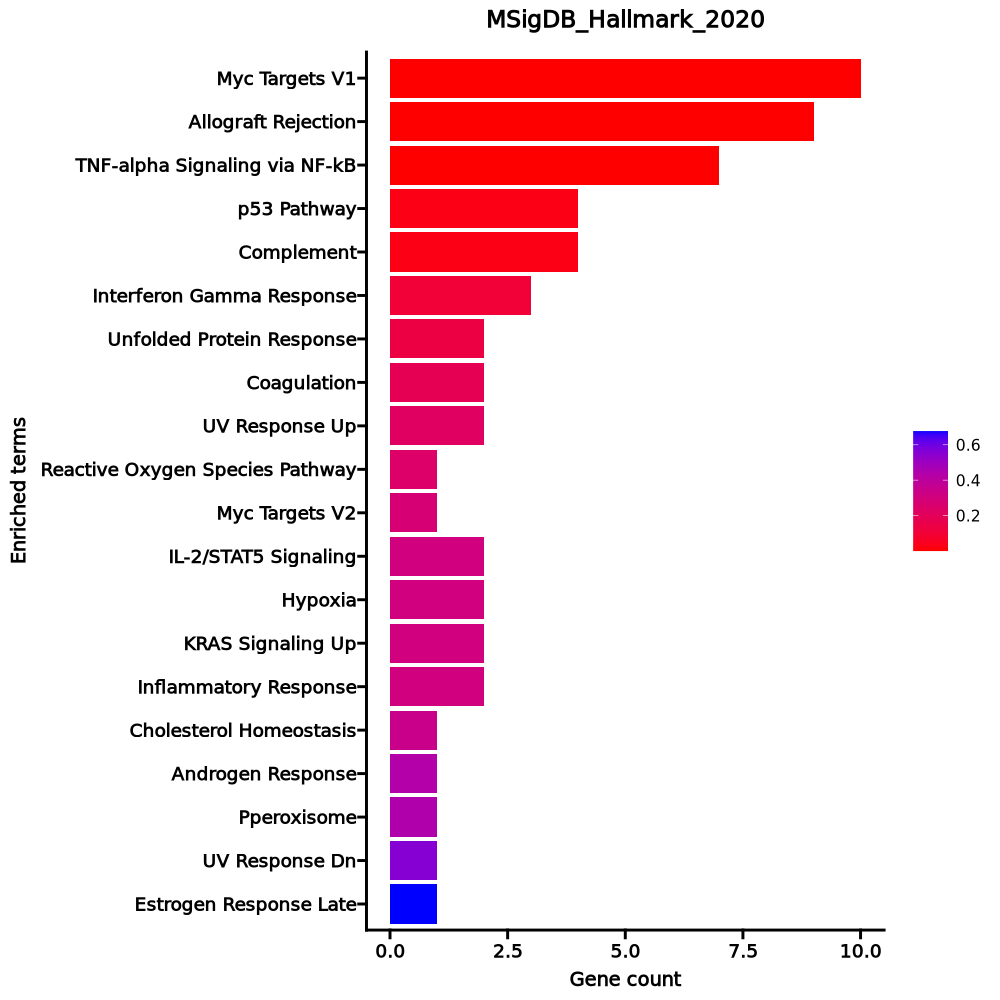 MSigDB_Hallmark_2020
Enriched terms
Myc Targets V1
Allograft Rejection
TNF-alpha Signaling via NF-kB
p53 Pathway
Complement
Interferon Gamma Response
Unfolded Protein Response
Coagulation
UV Response Up
Reactive Oxygen Species Pathway
Myc Targets V2
IL-2/STAT5 Signaling
Hypoxia
KRAS Signaling Up
Inflammatory Response
Cholesterol Homeostasis
Androgen Response
Pperoxisome
UV Response Dn
Estrogen Response Late
0.0 2.5 5.0 7.5 10.0
Gene count
0.6
0.4
0.2